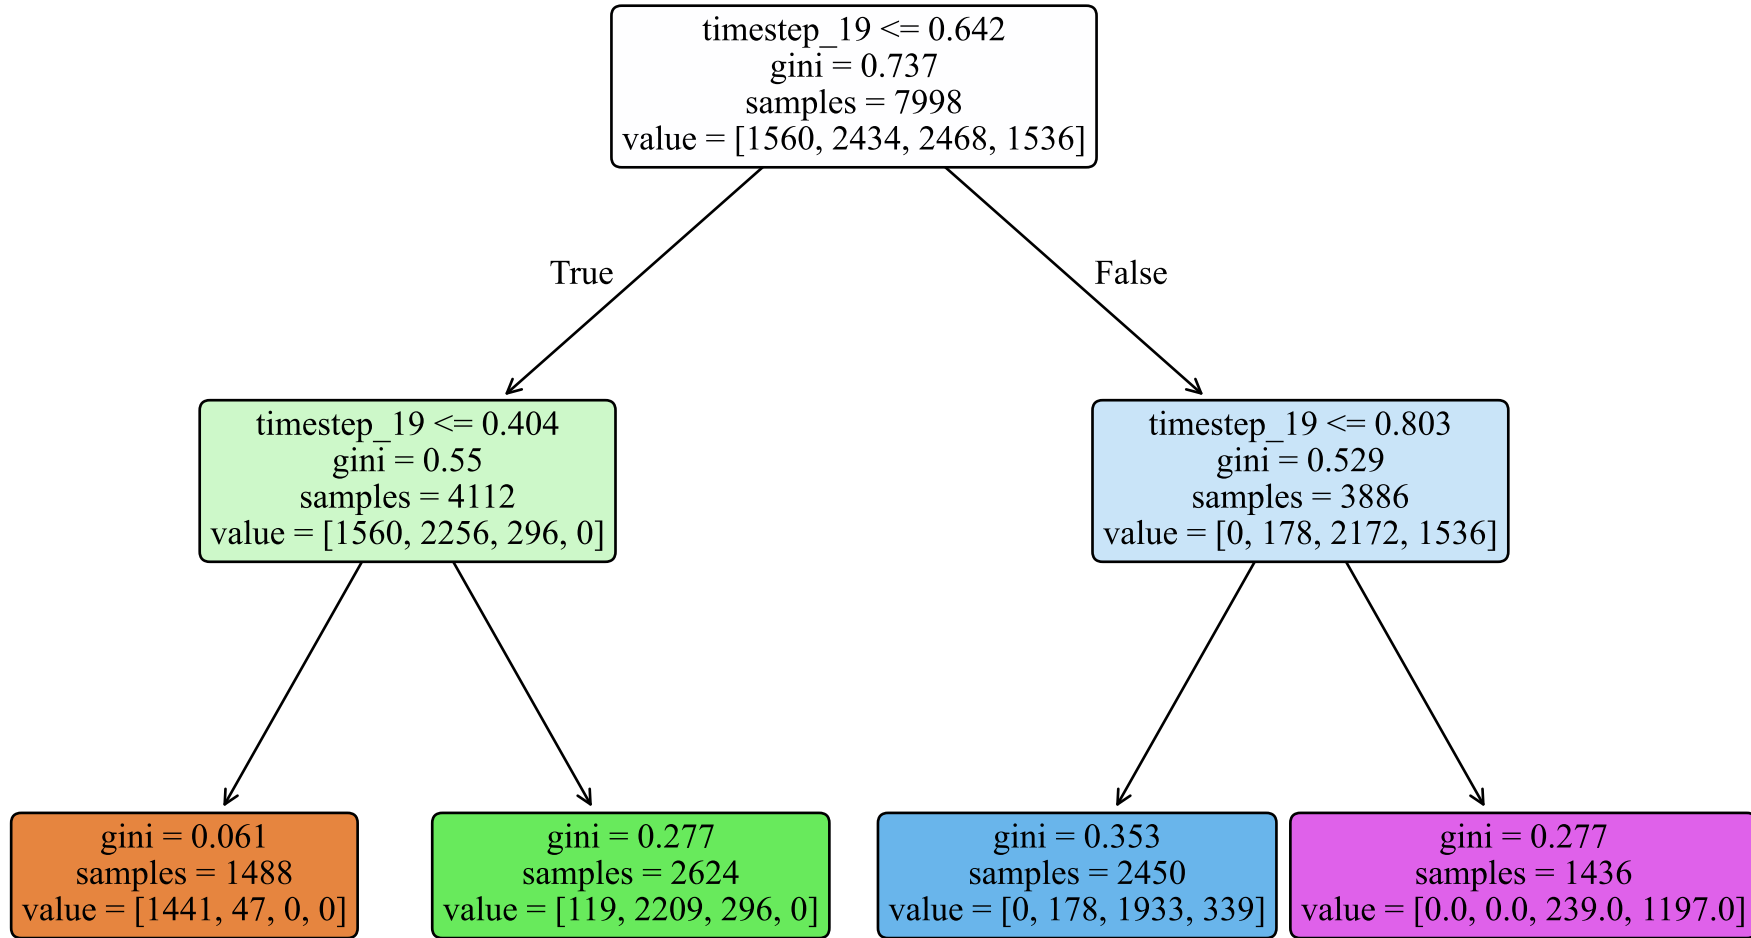 timestep_19 <= 0.642
gini = 0.737
samples = 7998
value = [1560, 2434, 2468, 1536]
True
False
timestep_19 <= 0.404
gini = 0.55
samples = 4112
value = [1560, 2256, 296, 0]
timestep_19 <= 0.803
gini = 0.529
samples = 3886
value = [0, 178, 2172, 1536]
gini = 0.061
samples = 1488
value = [1441, 47, 0, 0]
gini = 0.277
samples = 2624
value = [119, 2209, 296, 0]
gini = 0.353
samples = 2450
value = [0, 178, 1933, 339]
gini = 0.277
samples = 1436
value = [0.0, 0.0, 239.0, 1197.0]